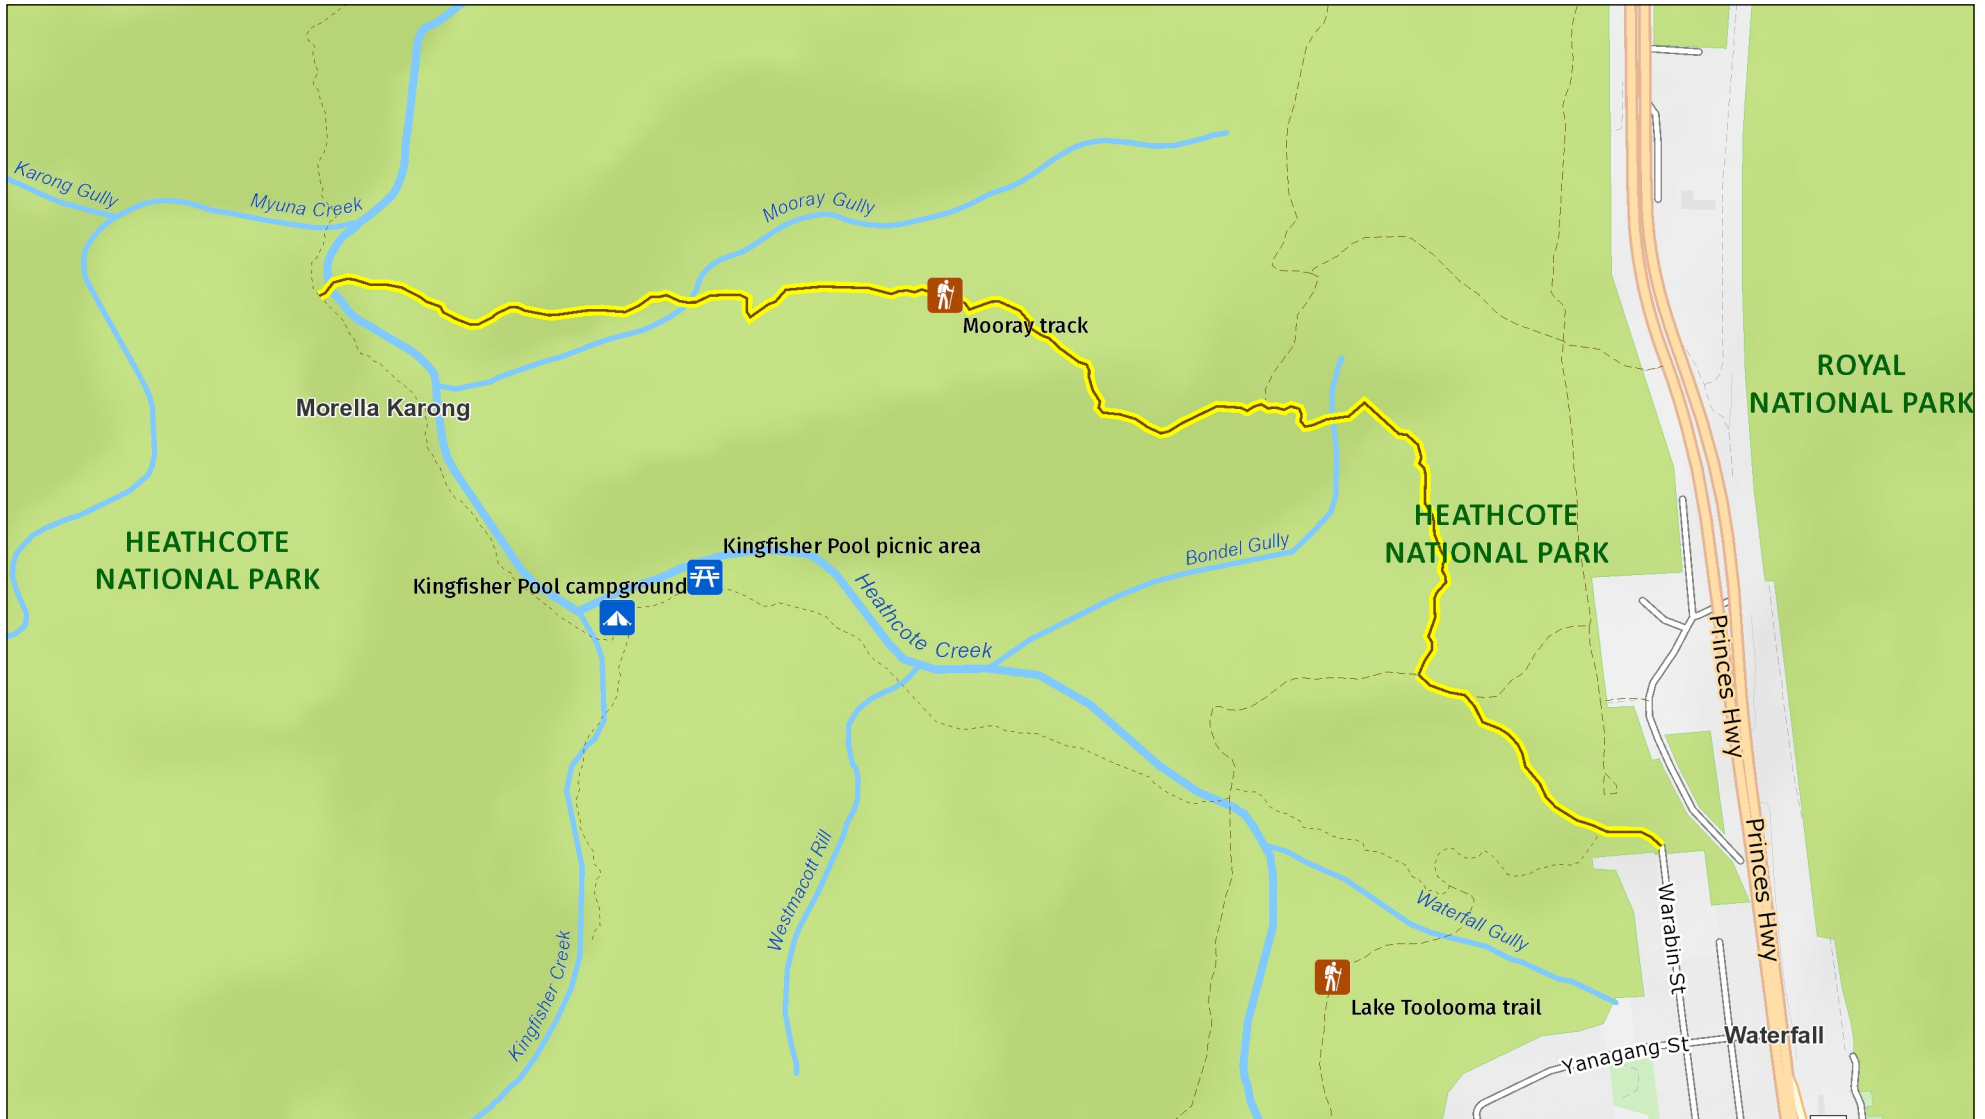 Karong Gully
Myuna Creek
Mooray Gully
Mooray track
ROYAL
NATIONAL PARK
Morella Karong
HEATHCOTE
NATIONAL PARK
HEATHCOTE
NATIONAL PARK
Kingfisher Pool picnic area
Kingfisher Pool campground
Bondel Gully
Heathcote Creek
Princes Hwy
Princes Hwy
Westmacott Rill
Waterfall Gully
Warabin St
Kingfisher Creek
Lake Toolooma trail
Waterfall
Yanagang St